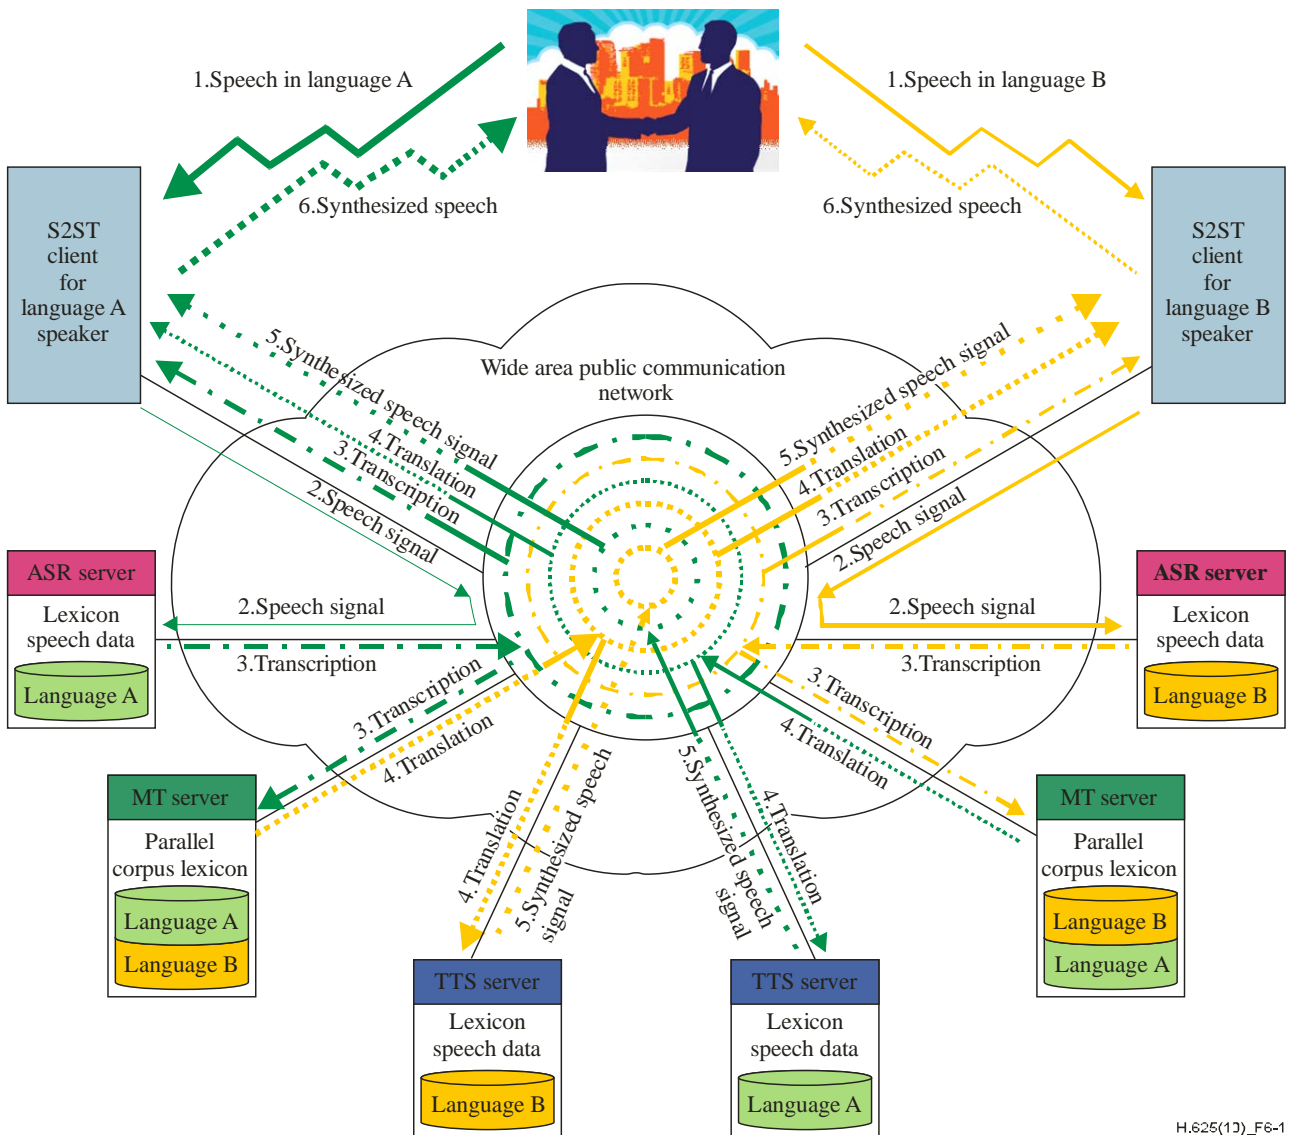 1.Speech in language A
1.Speech in language B
6.Synthesized speech
6.Synthesized speech
S2ST
client
for
language A
speaker
S2ST
client
for
language B
speaker
Wide area public communication
network
5.Synthesized speech signal
4.Translation
3.Transcription
2.Speech signal
5.Synthesized speech signal
4.Translation
3.Transcription
2.Speech signal
ASR server
Lexicon
speech data
Language A
2.Speech signal
3.Transcription
ASR server
Lexicon
speech data
Language B
2.Speech signal
3.Transcription
3.Transcription
4.Translation
3.Transcription
4.Translation
MT server
Parallel
corpus lexicon
Language A
Language B
4.Translation
5.Synthesized speech
signal
5.Synthesized speech
signal
4.Translation
MT server
Parallel
corpus lexicon
Language B
Language A
TTS server
Lexicon
speech data
Language B
TTS server
Lexicon
speech data
Language A
H.625(10)_F6-1